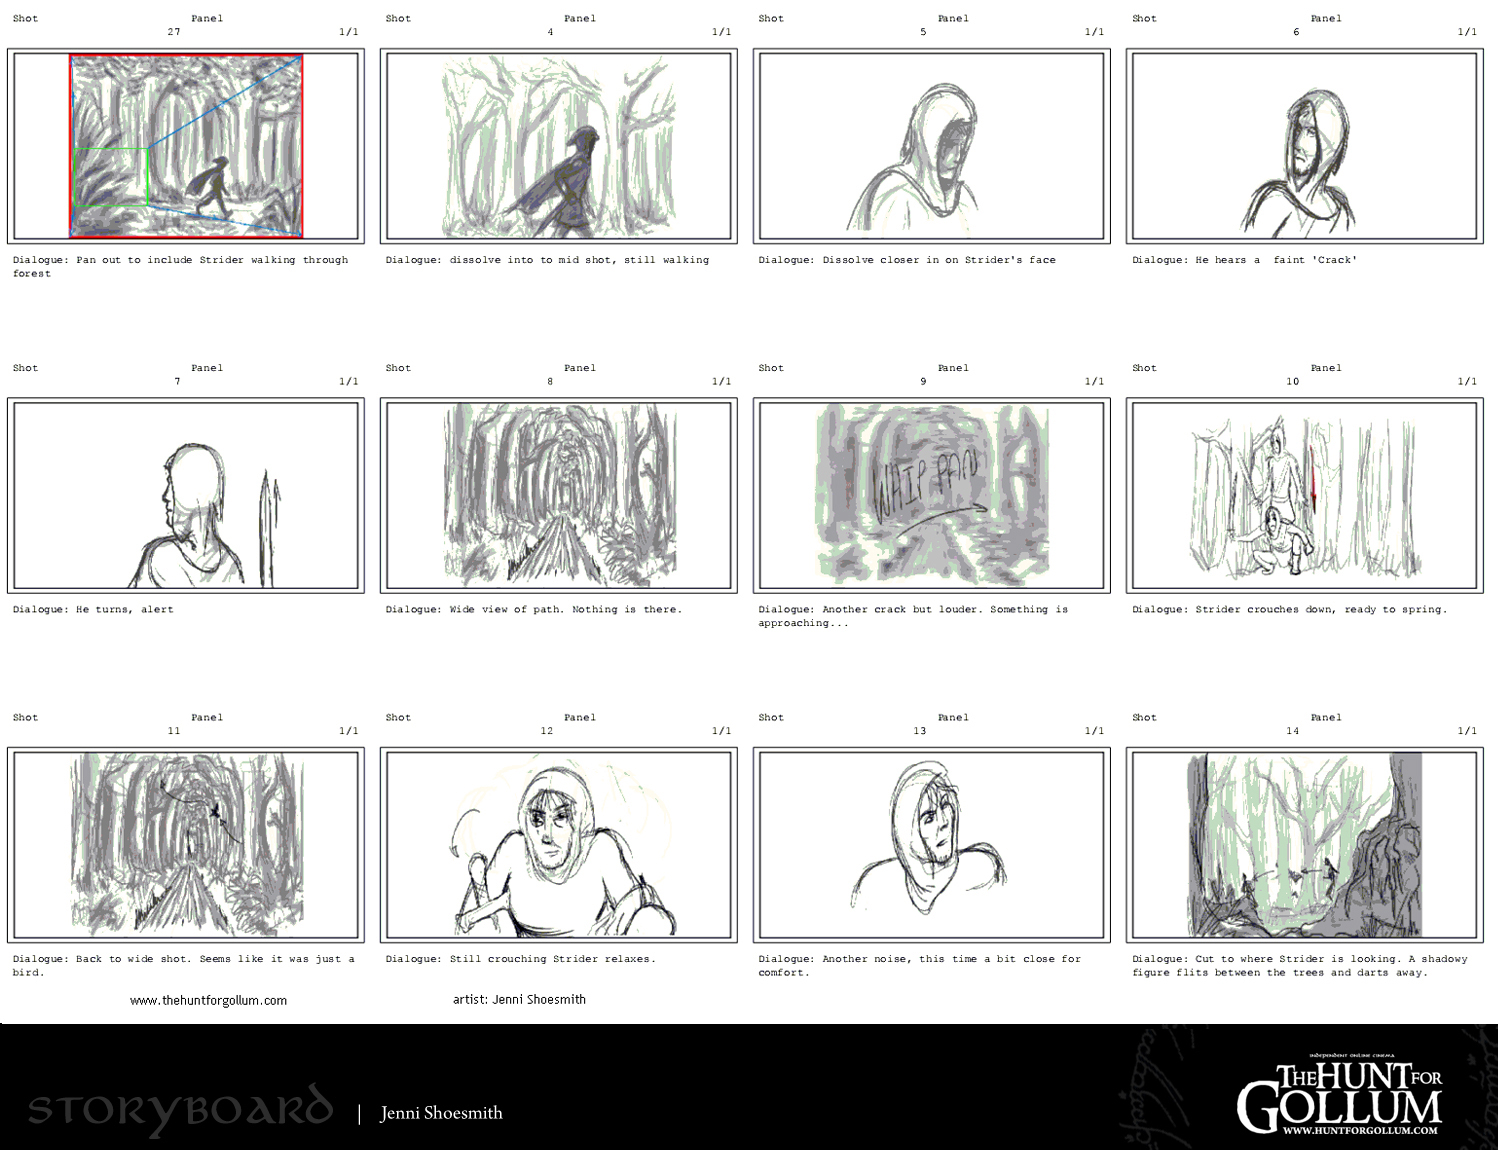 Shot Panel
27 1/1
Shot Panel
4 1/1
Shot Panel
5 1/1
Shot Panel
6 1/1
Dialogue: Pan out to include Strider walking through
forest
Dialogue: dissolve into to mid shot, still walking
Dialogue: Dissolve closer in on Strider's face
Dialogue: He hears a faint 'Crack'
Shot Panel
7 1/1
Shot Panel
8 1/1
Shot Panel
9 1/1
Shot Panel
10 1/1
WHIP PAN
Dialogue: He turns, alert
Dialogue: Wide view of path. Nothing is there.
Dialogue: Another crack but louder. Something is
approaching...
Dialogue: Strider crouches down, ready to spring.
Shot Panel
11 1/1
Shot Panel
12 1/1
Shot Panel
13 1/1
Shot Panel
14 1/1
Dialogue: Back to wide shot. Seems like it was just a
bird.
Dialogue: Still crouching Strider relaxes.
Dialogue: Another noise, this time a bit close for
comfort.
Dialogue: Cut to where Strider is looking. A shadowy
figure flits between the trees and darts away.
www.thehuntforgollum.com
artist: Jenni Shoesmith
STORYBOARD | Jenni Shoesmith
INDEPENDENT ONLINE CINEMA
THE HUNT FOR
GOLLUM
WWW.HUNTFORGOLLUM.COM